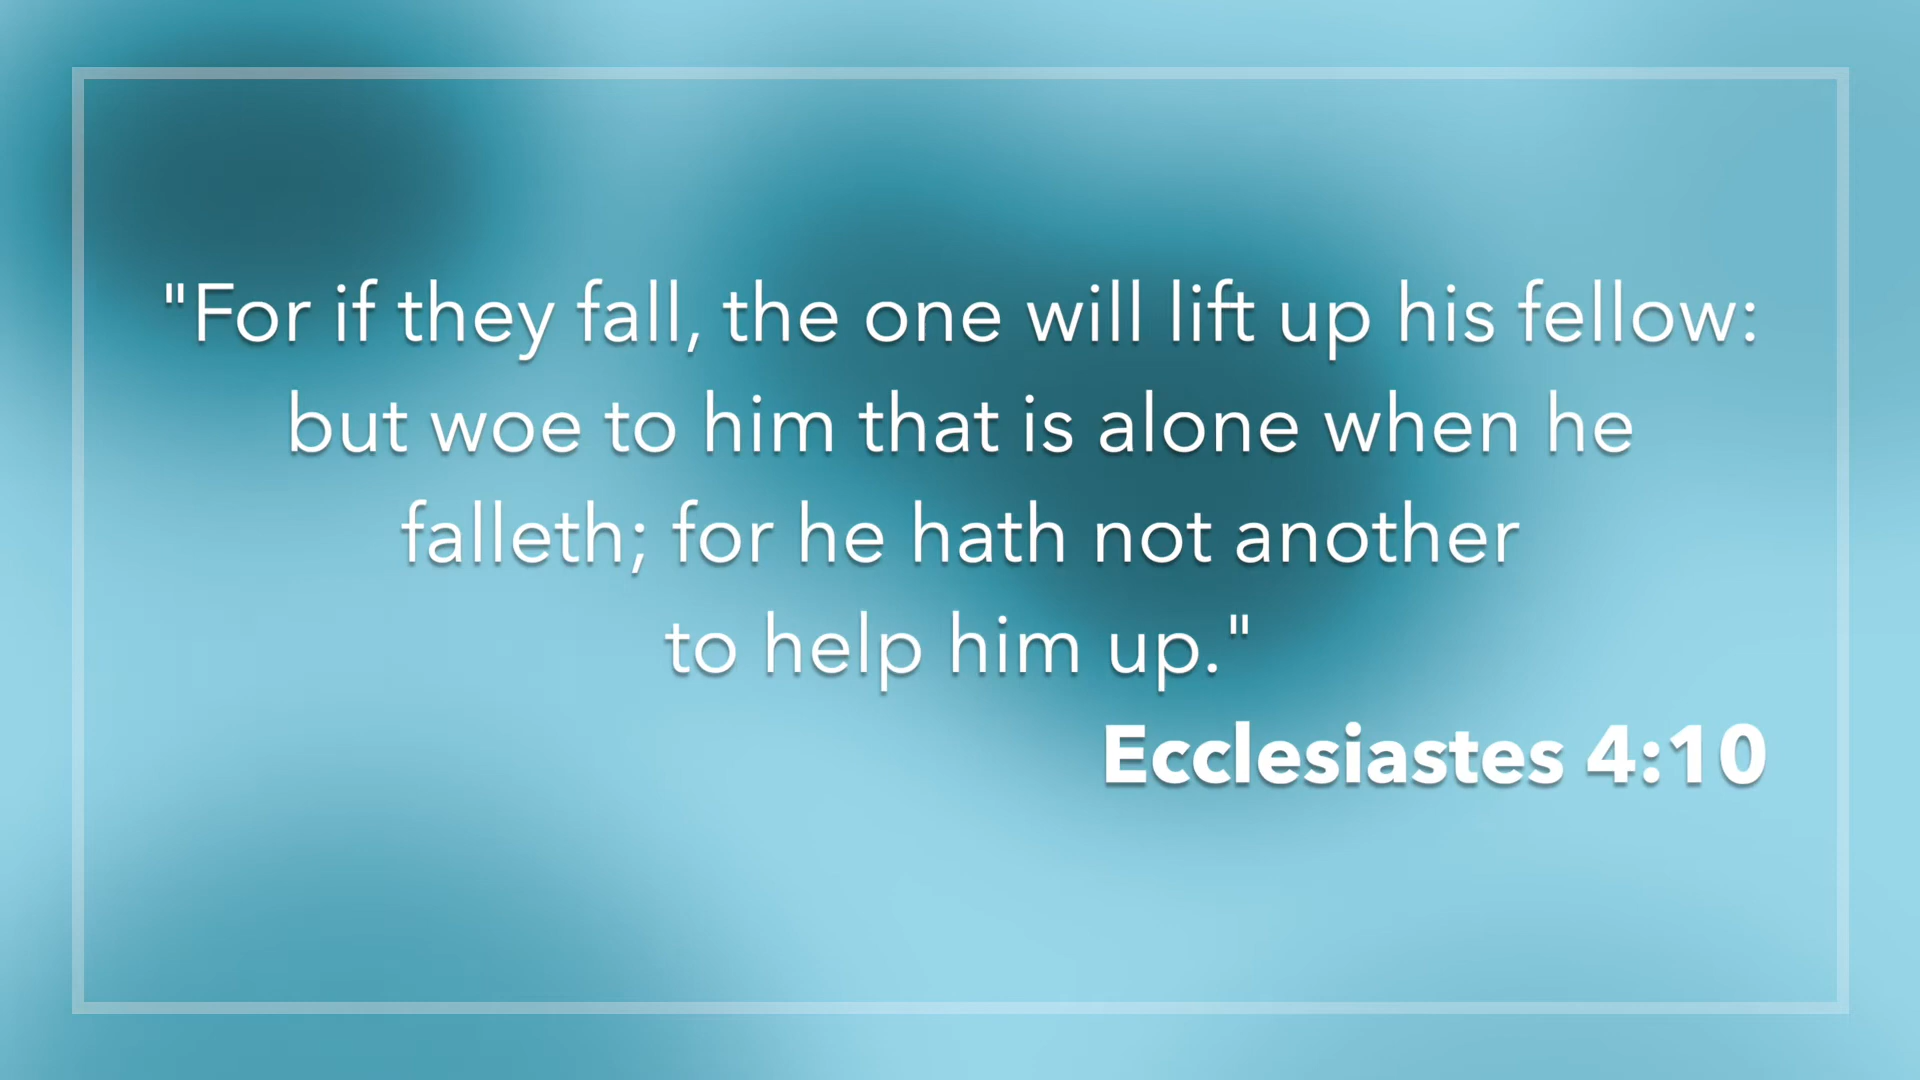 "For if they fall, the one will lift up his fellow:
but woe to him that is alone when he
falleth; for he hath not another
to help him up."
Ecclesiastes 4:10